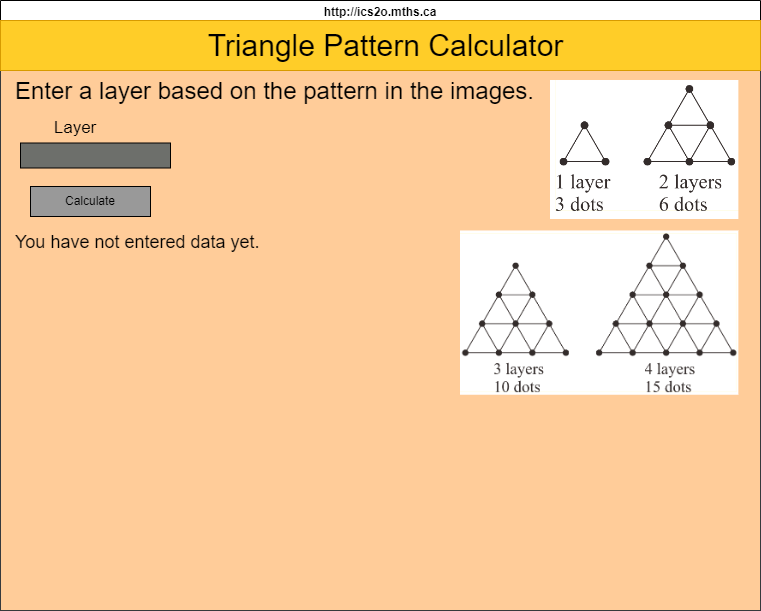 http://ics2o.mths.ca
Triangle Pattern Calculator
Enter a layer based on the pattern in the images.
Layer
Calculate
You have not entered data yet.
1 layer
3 dots
2 layers
6 dots
3 layers
10 dots
4 layers
15 dots